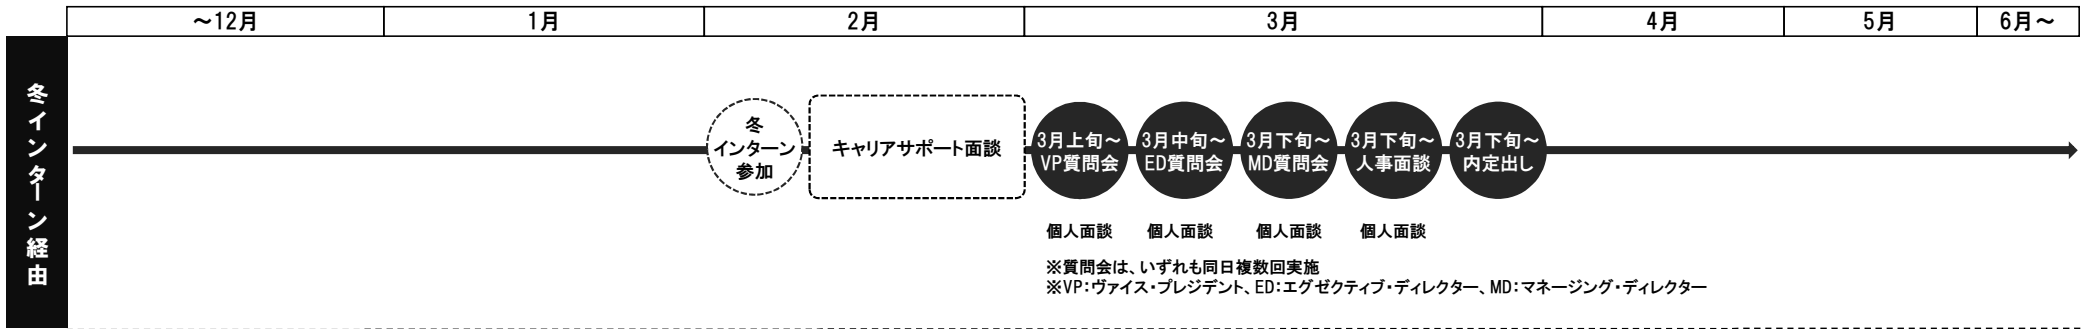 ～12月
1月
2月
3月
4月
5月
6月～
冬インターン経由
冬
インターン
参加
キャリアサポート面談
3月上旬～
VP質問会
3月中旬～
ED質問会
3月下旬～
MD質問会
3月下旬～
人事面談
3月下旬～
内定出し
個人面談
個人面談
個人面談
個人面談
※質問会は、いずれも同日複数回実施
※VP：ヴァイス・プレジデント、ED：エグゼクティブ・ディレクター、MD：マネージング・ディレクター